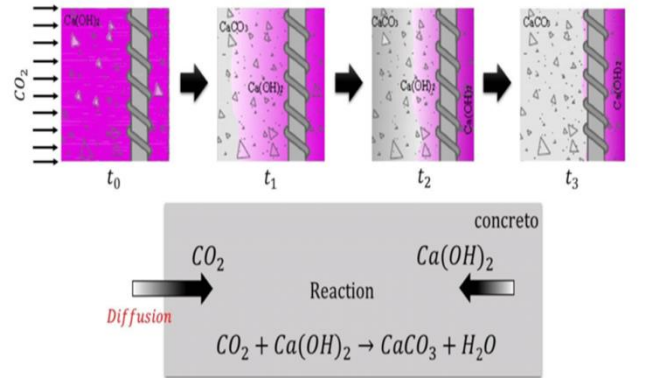 CO₂
Ca(OH)₂
CaCO₃
Ca(OH)₂
CaCO₃
Ca(OH)₂
Ca(OH)₂
CaCO₃
Ca(OH)₂
t₀
t₁
t₂
t₃
concreto
CO₂
Ca(OH)₂
Reaction
Diffusion
CO₂ + Ca(OH)₂ → CaCO₃ + H₂O